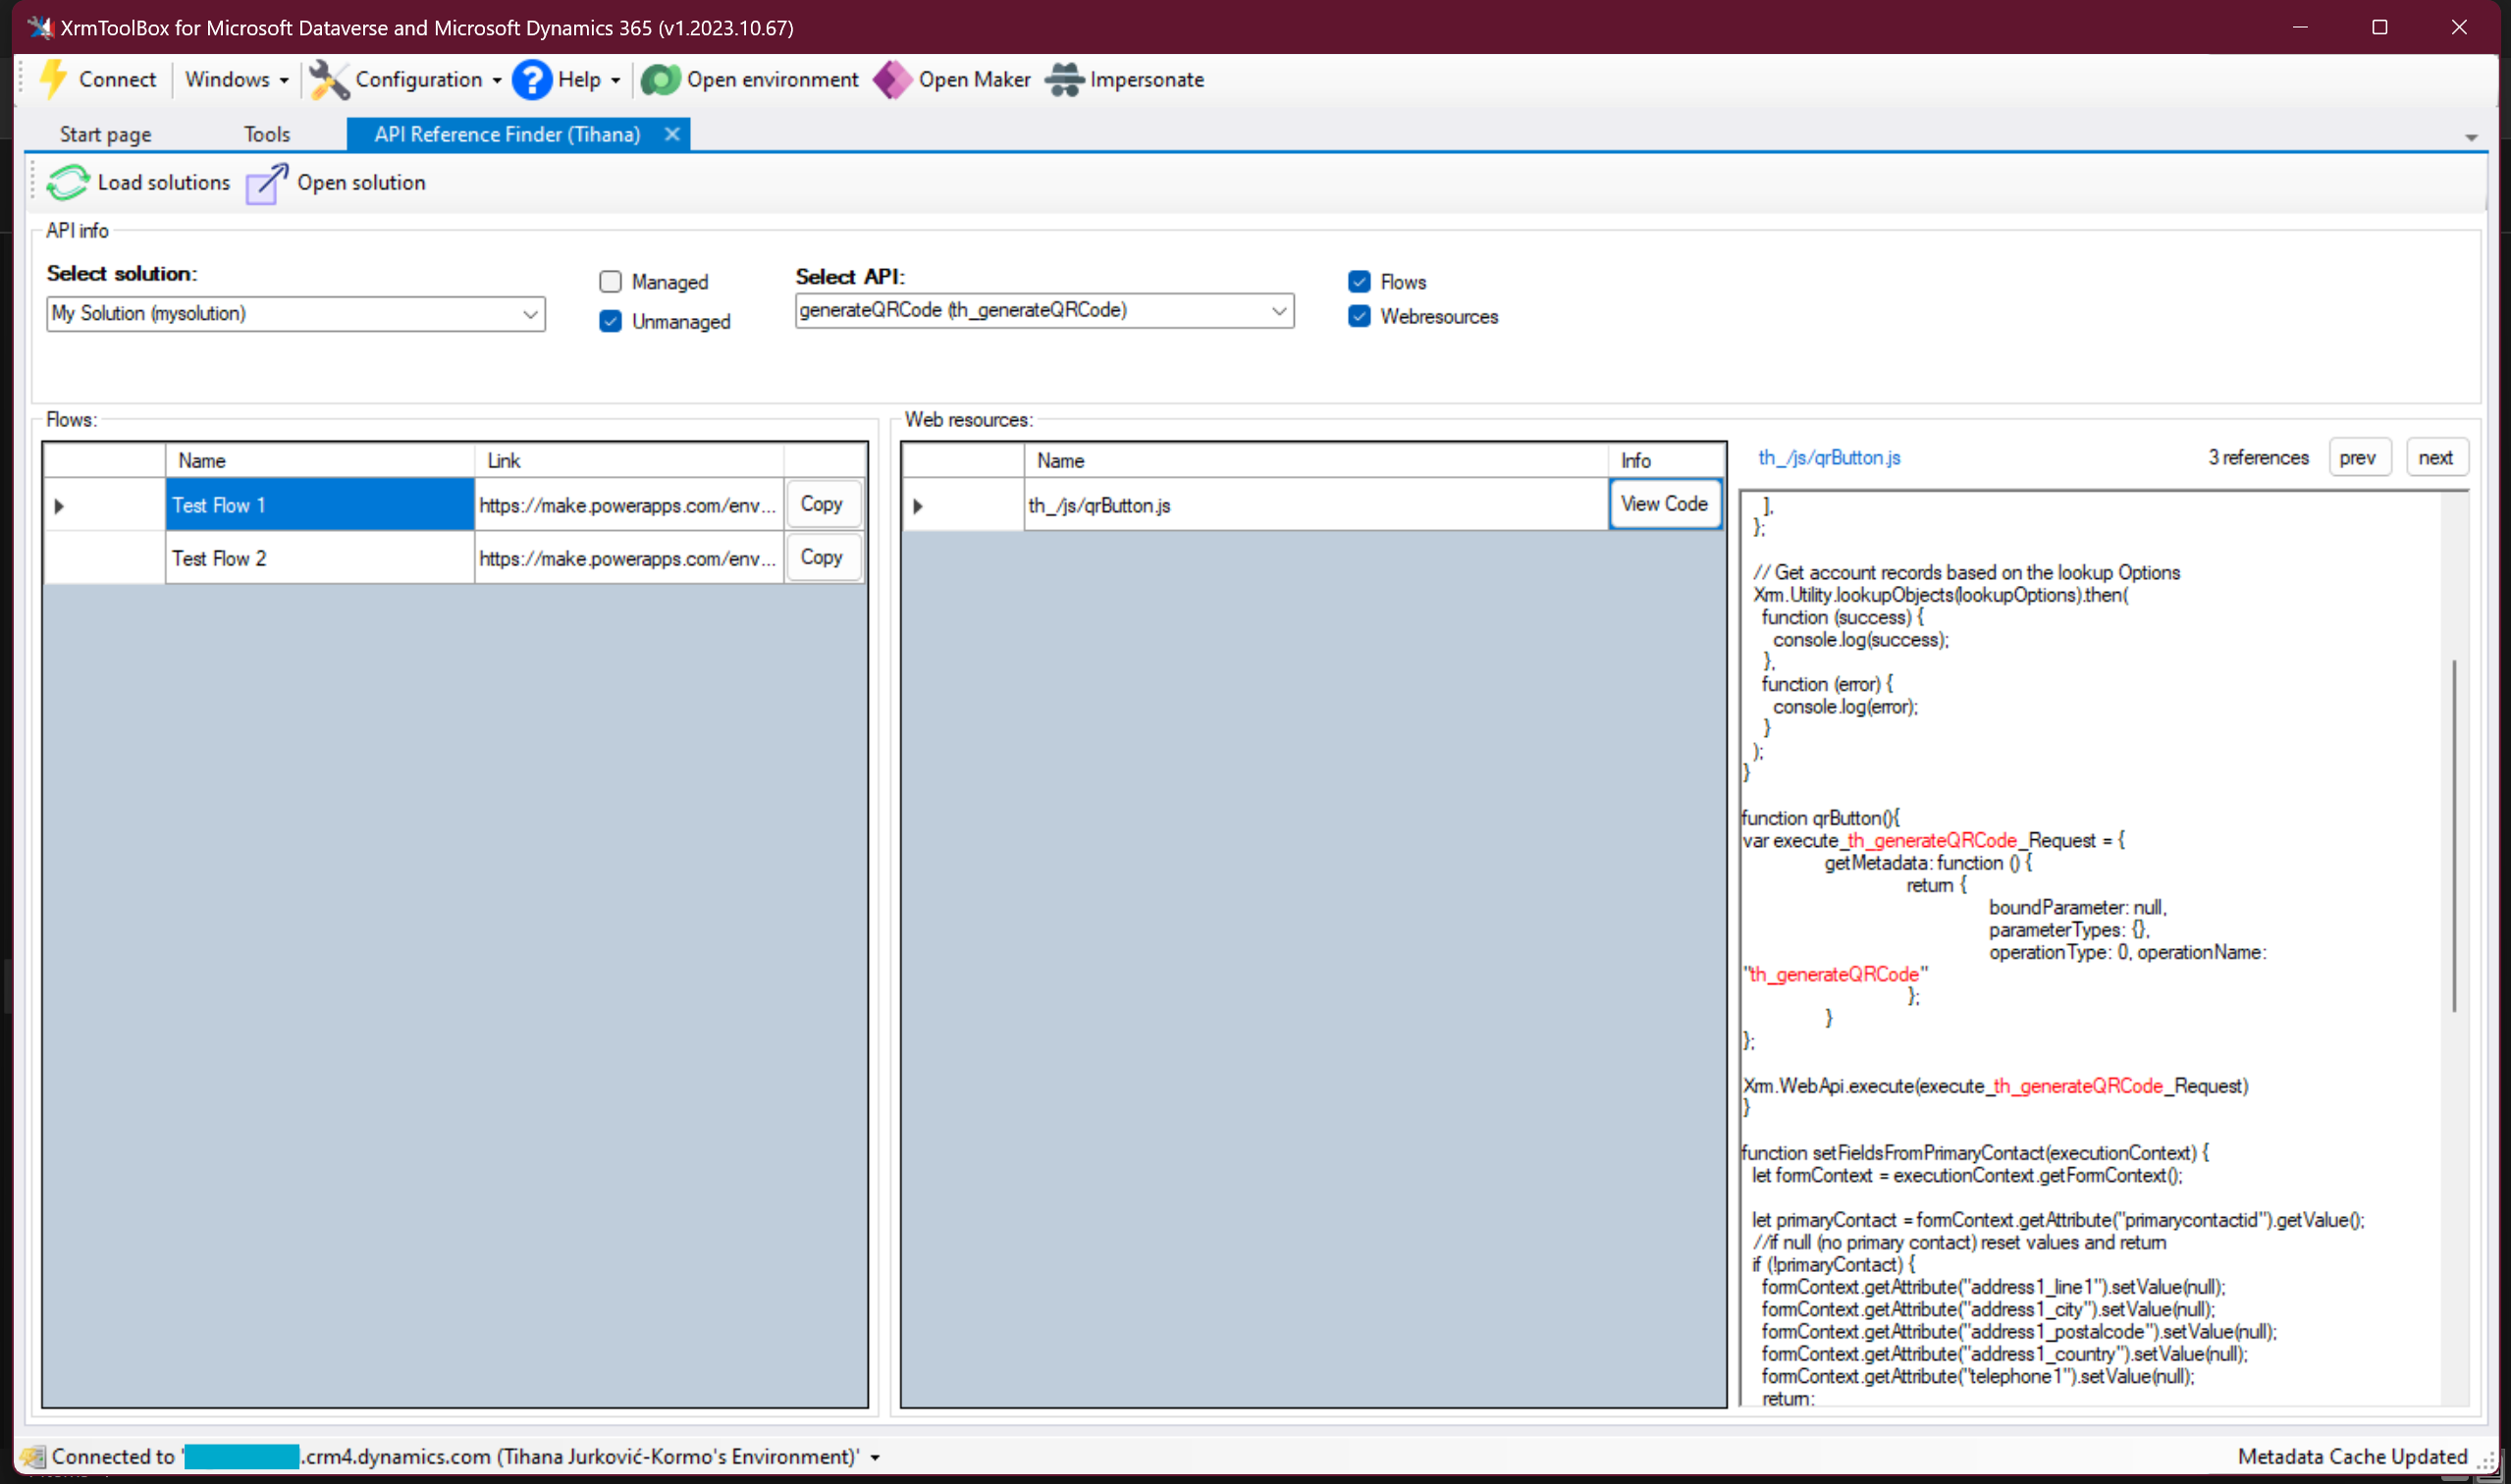 XrmToolBox for Microsoft Dataverse and Microsoft Dynamics 365 (v1.2023.10.67)
Connect Windows Configuration Help Open environment Open Maker Impersonate
Start page Tools API Reference Finder (Tihana)
Load solutions Open solution
API info
Select solution:
My Solution (mysolution)
Managed
Unmanaged
Select API:
generateQRCode (th_generateQRCode)
Flows
Webresources
Flows:
Name Link
Test Flow 1 https://make.powerapps.com/env... Copy
Test Flow 2 https://make.powerapps.com/env... Copy
Web resources:
Name Info
th_/js/qrButton.js View Code
th_/js/qrButton.js 3 references prev next
],
};
// Get account records based on the lookup Options
Xrm.Utility.lookupObjects(lookupOptions).then(
function (success) {
console.log(success);
},
function (error) {
console.log(error);
}
);
}
function qrButton(){
var execute_th_generateQRCode_Request = {
getMetadata: function () {
return {
boundParameter: null,
parameterTypes: {},
operationType: 0, operationName:
"th_generateQRCode"
};
}
};
Xrm.WebApi.execute(execute_th_generateQRCode_Request)
}
function setFieldsFromPrimaryContact(executionContext) {
let formContext = executionContext.getFormContext();
let primaryContact = formContext.getAttribute("primarycontactid").getValue();
//if null (no primary contact) reset values and return
if (!primaryContact) {
formContext.getAttribute("address1_line1").setValue(null);
formContext.getAttribute("address1_city").setValue(null);
formContext.getAttribute("address1_postalcode").setValue(null);
formContext.getAttribute("address1_country").setValue(null);
formContext.getAttribute("telephone1").setValue(null);
return;
Connected to '.crm4.dynamics.com (Tihana Jurković-Kormo's Environment)'
Metadata Cache Updated